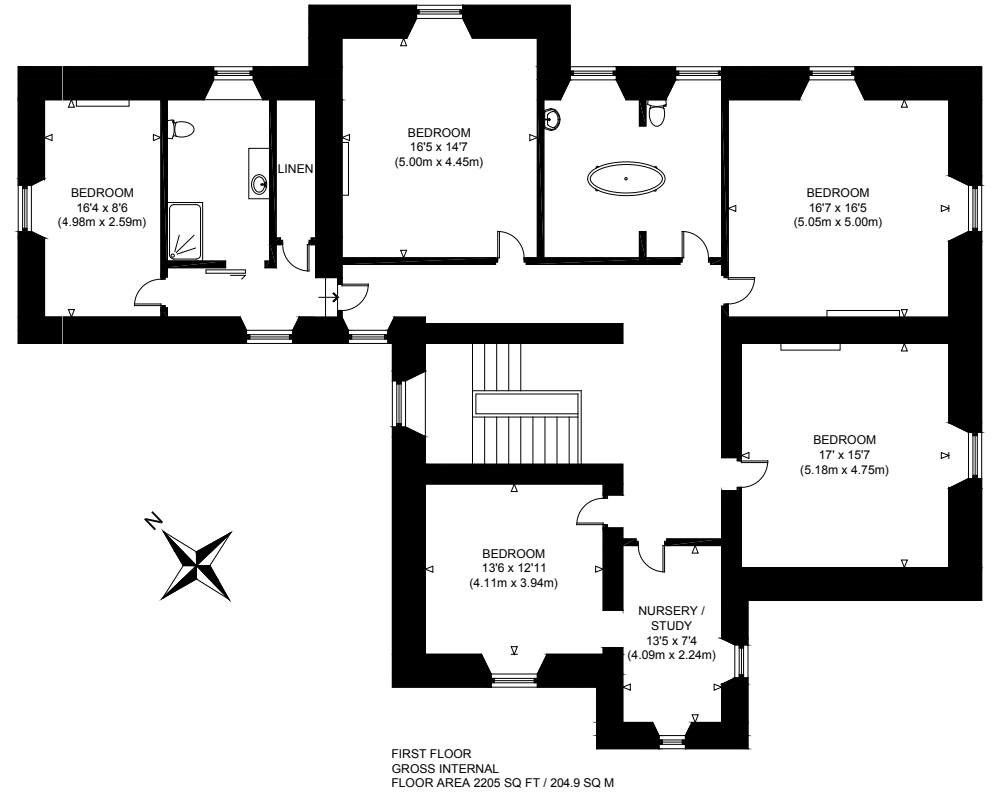 BEDROOM
16'4 x 8'6
(4.98m x 2.59m)
LINEN
BEDROOM
16'5 x 14'7
(5.00m x 4.45m)
BEDROOM
16'7 x 16'5
(5.05m x 5.00m)
BEDROOM
17' x 15'7
(5.18m x 4.75m)
BEDROOM
13'6 x 12'11
(4.11m x 3.94m)
NURSERY /
STUDY
13'5 x 7'4
(4.09m x 2.24m)
N
FIRST FLOOR
GROSS INTERNAL
FLOOR AREA 2205 SQ FT / 204.9 SQ M